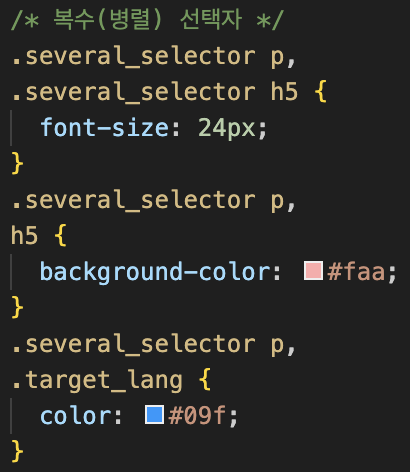 /* 복수(병렬) 선택자 */
.several_selector p,
.several_selector h5 {
  font-size: 24px;
}
.several_selector p,
h5 {
  background-color: #faa;
}
.several_selector p,
.target_lang {
  color: #09f;
}